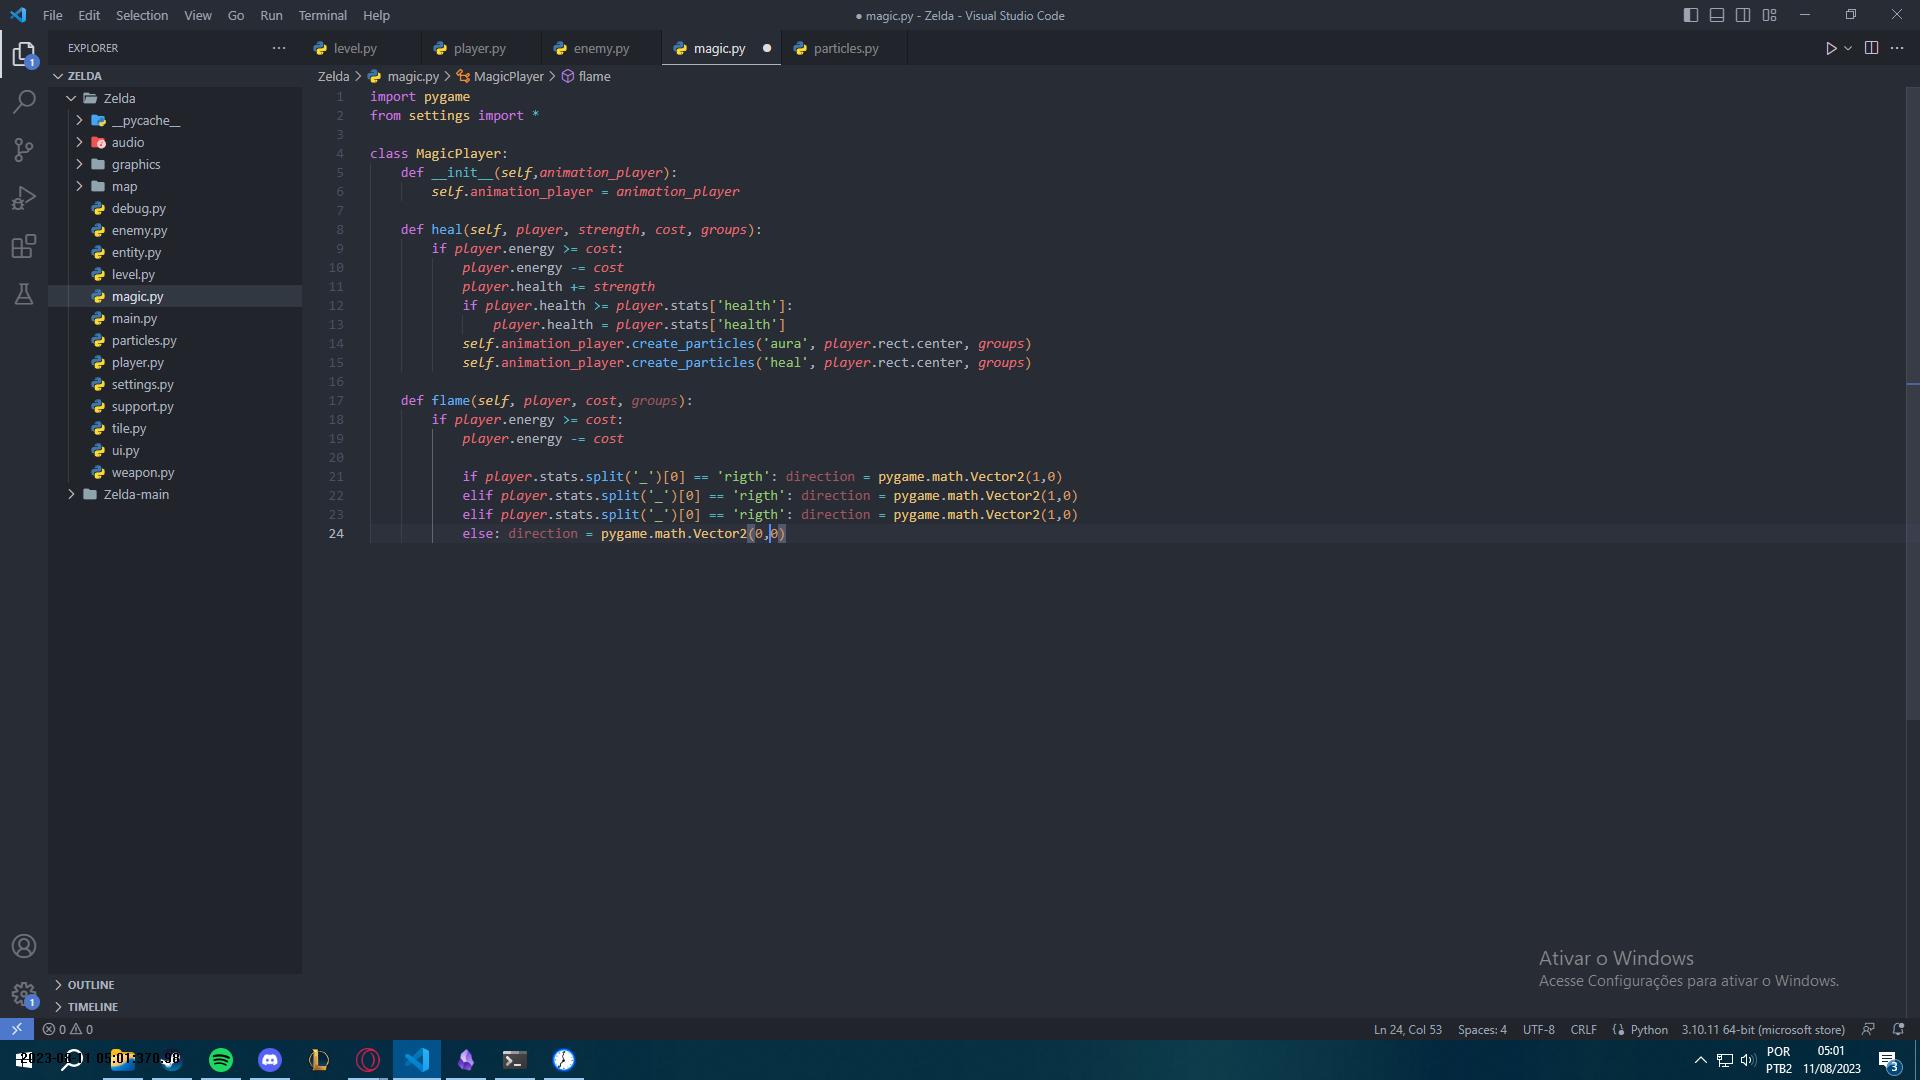 File Edit Selection View Go Run Terminal Help
● magic.py - Zelda - Visual Studio Code
EXPLORER
level.py
player.py
enemy.py
magic.py
particles.py
ZELDA
Zelda
__pycache__
audio
graphics
map
debug.py
enemy.py
entity.py
level.py
magic.py
main.py
particles.py
player.py
settings.py
support.py
tile.py
ui.py
weapon.py
Zelda-main
OUTLINE
TIMELINE
Zelda > magic.py > MagicPlayer > flame
1 import pygame
2 from settings import *
3
4 class MagicPlayer:
5 def __init__(self,animation_player):
6 self.animation_player = animation_player
7
8 def heal(self, player, strength, cost, groups):
9 if player.energy >= cost:
10 player.energy -= cost
11 player.health += strength
12 if player.health >= player.stats['health']:
13 player.health = player.stats['health']
14 self.animation_player.create_particles('aura', player.rect.center, groups)
15 self.animation_player.create_particles('heal', player.rect.center, groups)
16
17 def flame(self, player, cost, groups):
18 if player.energy >= cost:
19 player.energy -= cost
20
21 if player.stats.split('_')[0] == 'rigth': direction = pygame.math.Vector2(1,0)
22 elif player.stats.split('_')[0] == 'rigth': direction = pygame.math.Vector2(1,0)
23 elif player.stats.split('_')[0] == 'rigth': direction = pygame.math.Vector2(1,0)
24 else: direction = pygame.math.Vector2(0,0)
Ativar o Windows
Acesse Configurações para ativar o Windows.
1
1
0 0
Ln 24, Col 53 Spaces: 4 UTF-8 CRLF Python 3.10.11 64-bit (microsoft store)
POR
PTB2
05:01
11/08/2023
3